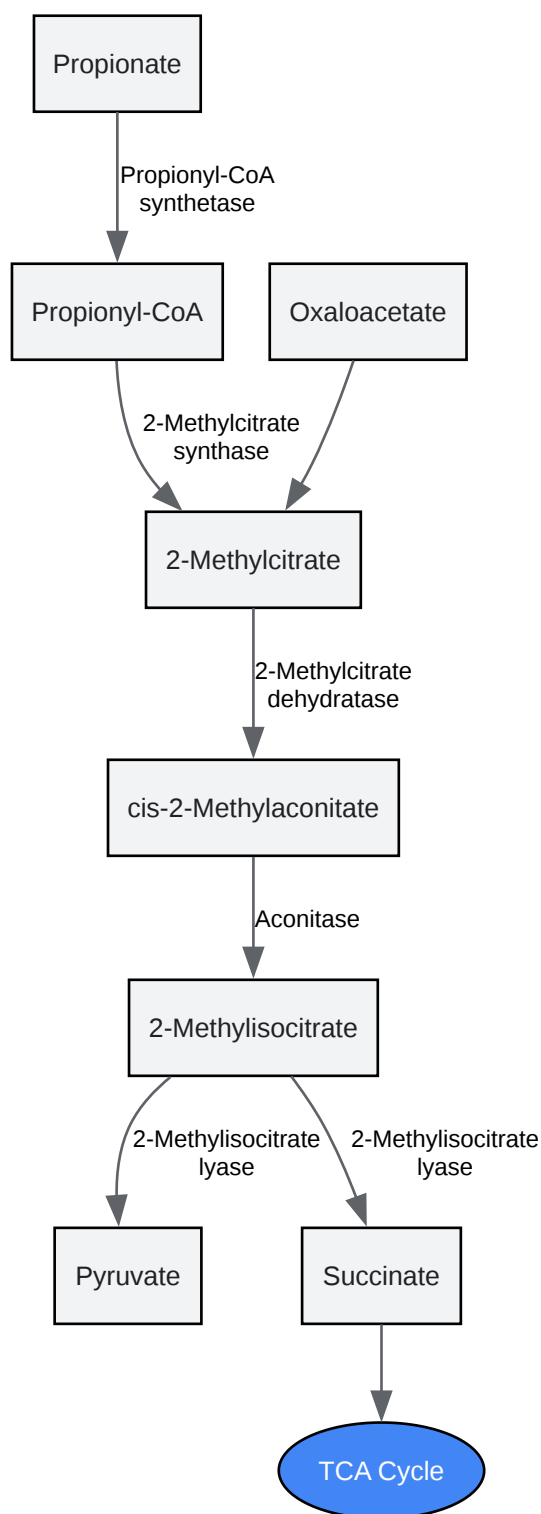 Propionate
Propionyl-CoA
synthetase
Propionyl-CoA
Oxaloacetate
2-Methylcitrate
synthase
2-Methylcitrate
2-Methylcitrate
dehydratase
cis-2-Methylaconitate
Aconitase
2-Methylisocitrate
2-Methylisocitrate
lyase
2-Methylisocitrate
lyase
Pyruvate
Succinate
TCA Cycle